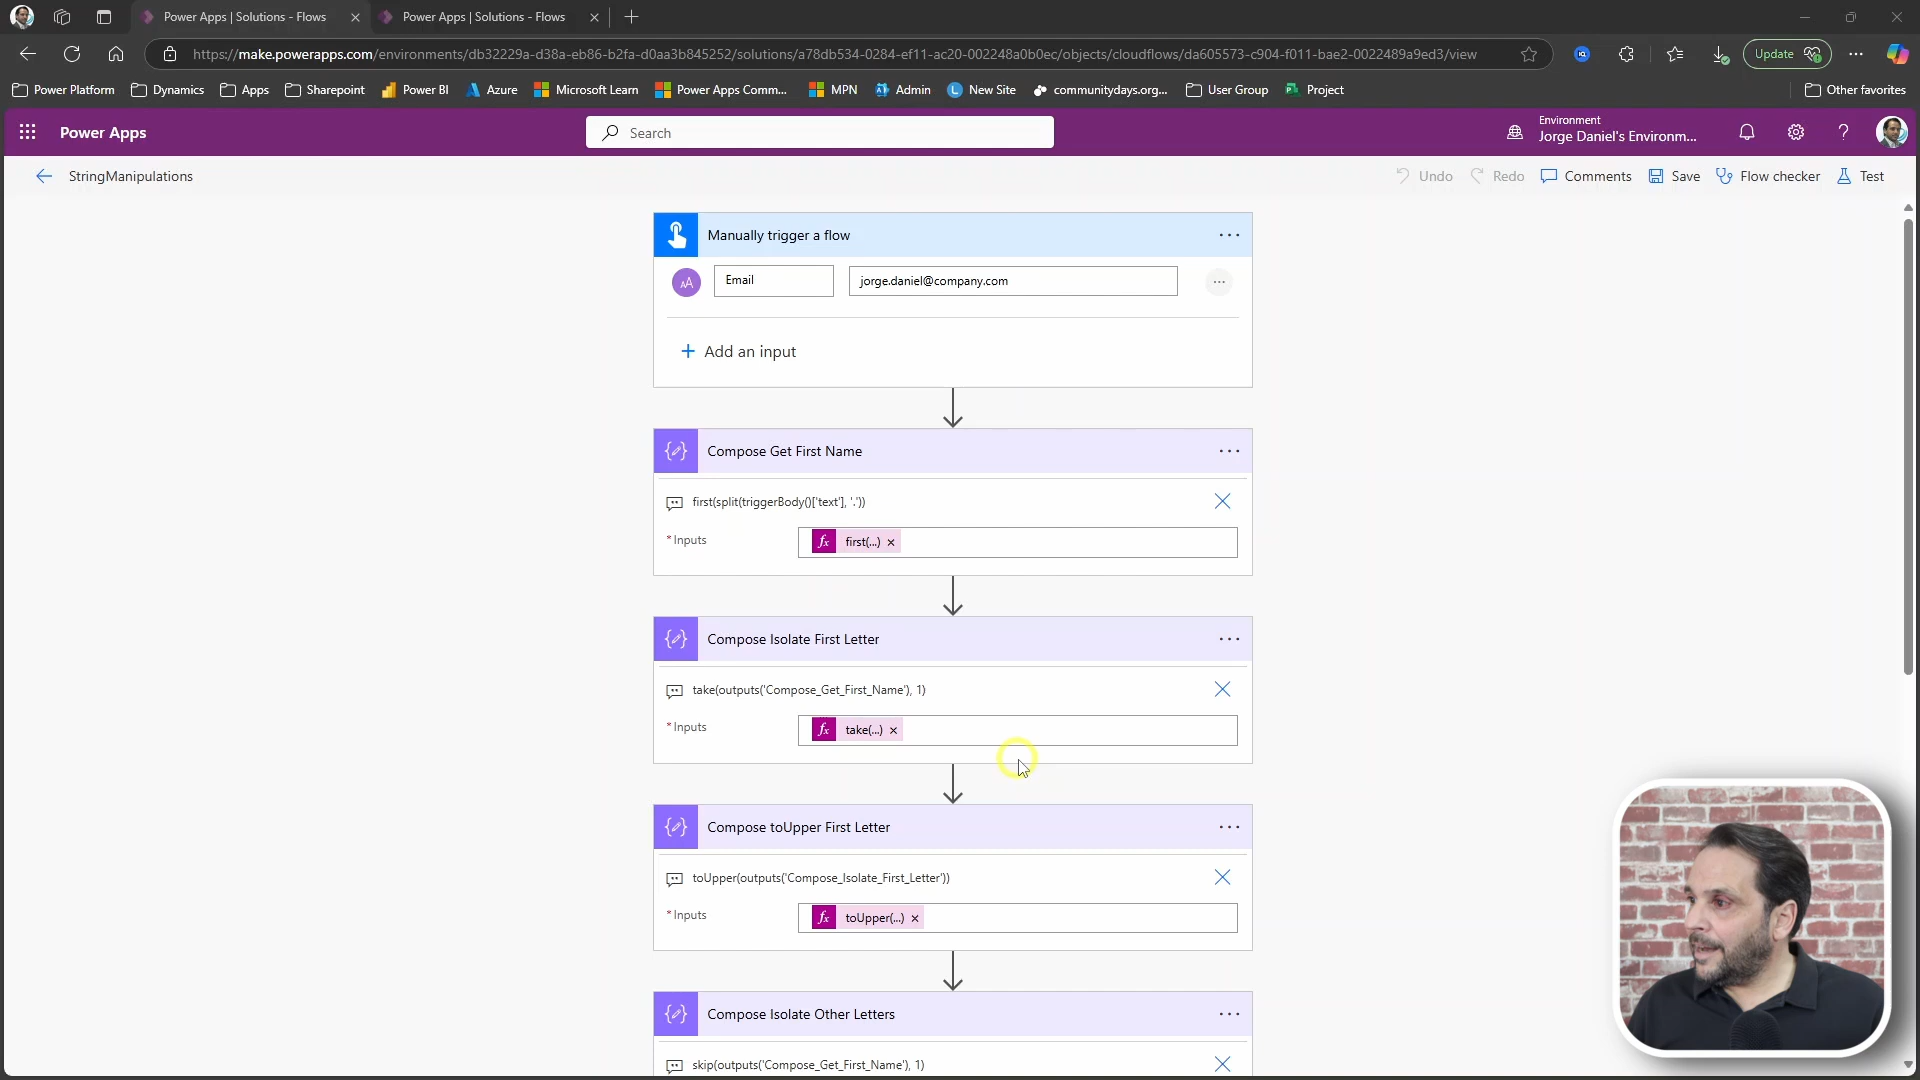 Power Apps | Solutions - Flows
Power Apps | Solutions - Flows
https://make.powerapps.com/environments/db32229a-d38a-eb86-b2fa-d0aa3b845252/solutions/a78db534-0284-ef11-ac20-002248a0b0ec/objects/cloudflows/da605573-c904-f011-bae2-0022489a9ed3/view
Update
Power Platform
Dynamics
Apps
Sharepoint
Power BI
Azure
Microsoft Learn
Power Apps Comm...
MPN
Admin
New Site
communitydays.org...
User Group
Project
Other favorites
Power Apps
Search
Environment
Jorge Daniel's Environm...
StringManipulations
Undo
Redo
Comments
Save
Flow checker
Test
Manually trigger a flow
AA
Email
jorge.daniel@company.com
+ Add an input
Compose Get First Name
first(split(triggerBody()['text'], '.'))
* Inputs
fx first(...) ×
Compose Isolate First Letter
take(outputs('Compose_Get_First_Name'), 1)
* Inputs
fx take(...) ×
Compose toUpper First Letter
toUpper(outputs('Compose_Isolate_First_Letter'))
* Inputs
fx toUpper(...) ×
Compose Isolate Other Letters
skip(outputs('Compose_Get_First_Name'), 1)